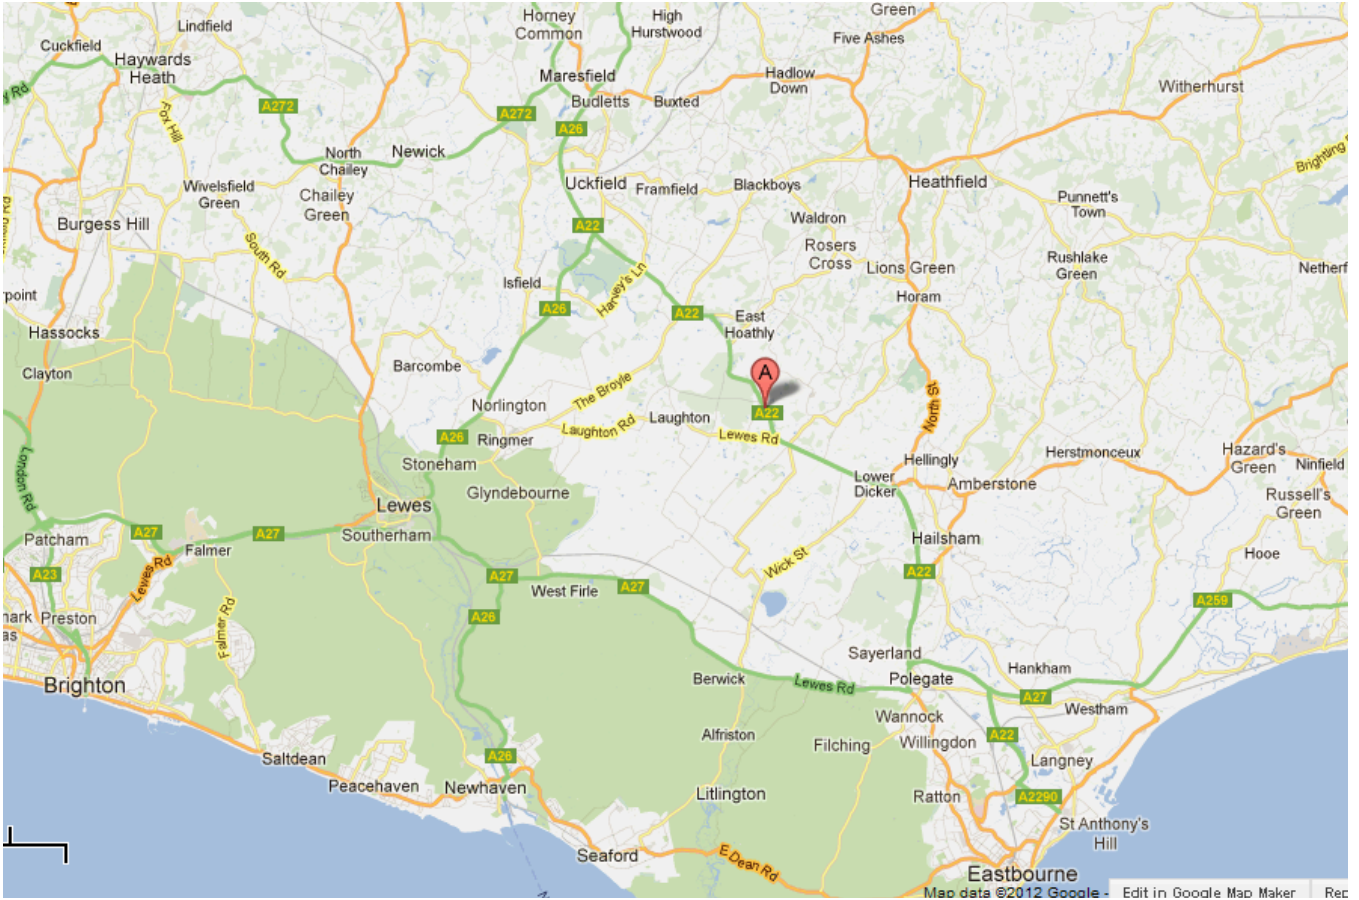 Horney
Common
High
Hurstwood
Green
Lindfield
Cuckfield
Haywards
Heath
Five Ashes
Maresfield
Hadlow
Down
Witherhurst
y Rd
A272
Fox Hill
A272
Budletts
Buxted
A26
North
Chailey
Newick
Brightling
Wivelsfield
Green
Chailey
Green
Uckfield
Framfield
Blackboys
Heathfield
Punnett's
Town
Burgess Hill
A22
Waldron
South Rd
Rosers
Cross
Lions Green
Rushlake
Green
Netherf
Isfield
Harvey's Ln
point
A26
A22
Horam
East
Hoathly
Hassocks
Clayton
Barcombe
A
The Broyle
North St
Norlington
Laughton
A22
Laughton Rd
Lewes Rd
A26
Ringmer
Stoneham
Hellingly
Herstmonceux
Hazard's
Green
Ninfield
London Rd
Glyndebourne
Lower
Dicker
Amberstone
Russell's
Green
Lewes
A27
A27
Southerham
Patcham
Falmer
Hailsham
Hooe
A23
Lewes Rd
A27
West Firle
A27
Wick St
A22
A259
nark
as
Preston
Falmer Rd
A26
Sayerland
Hankham
Brighton
Berwick
Lewes Rd
Polegate
A27
Westham
Wannock
Alfriston
Filching
Willingdon
A22
Saltdean
A26
Langney
Peacehaven
Newhaven
Litlington
Ratton
A2290
St Anthony's
Hill
Seaford
E Dean Rd
Eastbourne
Map data ©2012 Google -
Edit in Google Map Maker
Rep